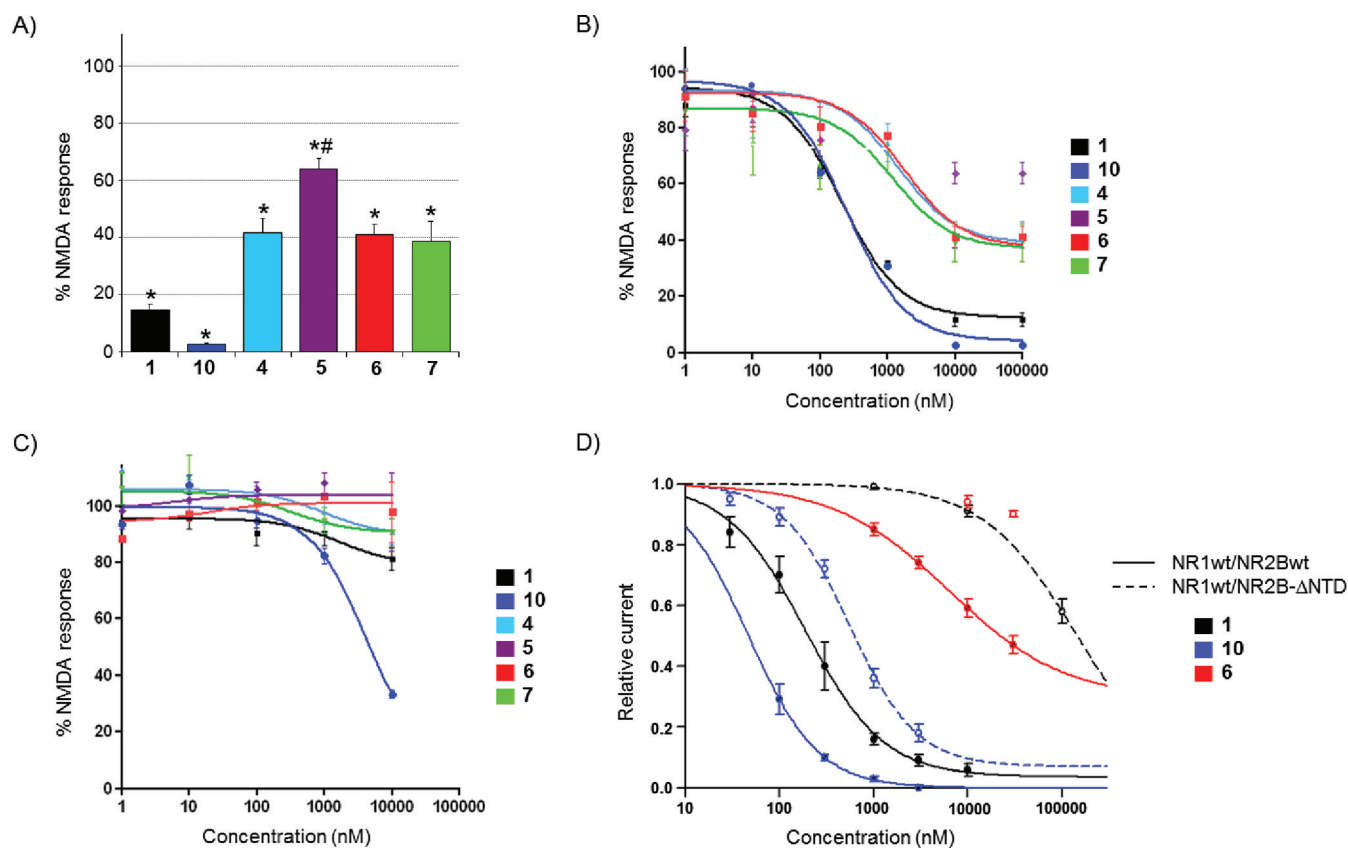 A)
% NMDA response
100
80
60
40
20
0
*
*
*
*#
*
*
1 10 4 5 6 7
B)
% NMDA response
100
80
60
40
20
0
1 10 100 1000 10000 100000
Concentration (nM)
1
10
4
5
6
7
C)
% NMDA response
100
80
60
40
20
0
1 10 100 1000 10000 100000
Concentration (nM)
1
10
4
5
6
7
D)
Relative current
1.0
0.8
0.6
0.4
0.2
0.0
10 100 1000 10000 100000
Concentration (nM)
NR1wt/NR2Bwt
NR1wt/NR2B-ΔNTD
1
10
6